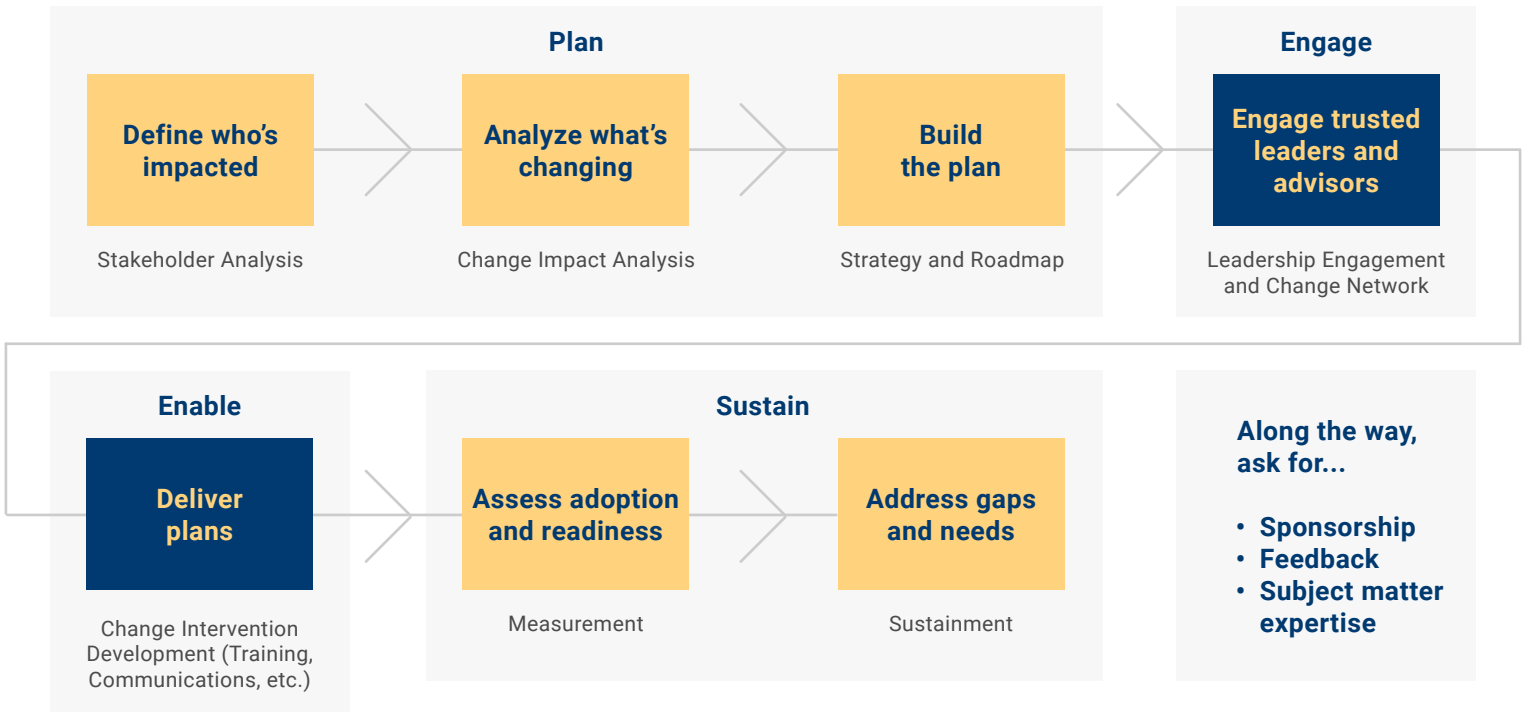 Plan
Define who's
impacted
Stakeholder Analysis
Analyze what's
changing
Change Impact Analysis
Build
the plan
Strategy and Roadmap
Engage
Engage trusted
leaders and
advisors
Leadership Engagement
and Change Network
Enable
Deliver
plans
Change Intervention
Development (Training,
Communications, etc.)
Sustain
Assess adoption
and readiness
Measurement
Address gaps
and needs
Sustainment
Along the way,
ask for...
• Sponsorship
• Feedback
• Subject matter
expertise